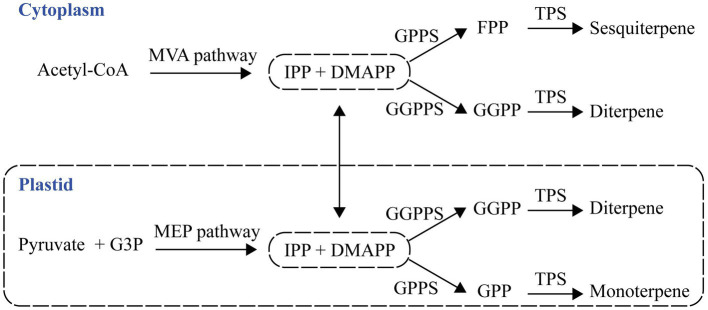 Cytoplasm
GPPS FPP TPS Sesquiterpene
Acetyl-CoA MVA pathway IPP + DMAPP
GGPPS GGPP TPS Diterpene
Plastid
GGPPS GGPP TPS Diterpene
Pyruvate + G3P MEP pathway IPP + DMAPP
GPPS GPP TPS Monoterpene